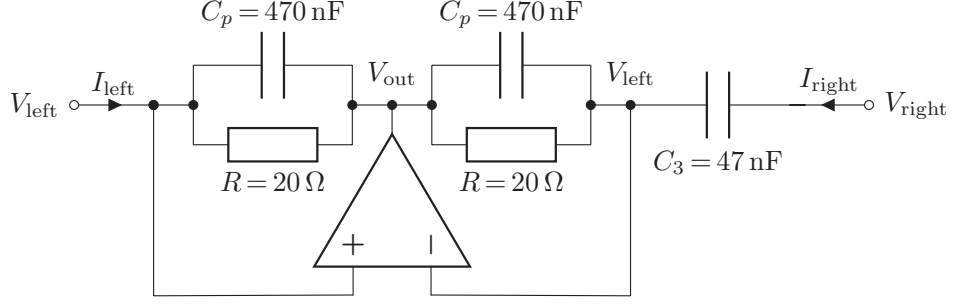 C_p = 470 nF
C_p = 470 nF
V_left
I_left
V_out
V_left
I_right
V_right
R = 20 Ω
R = 20 Ω
C_3 = 47 nF
+
−